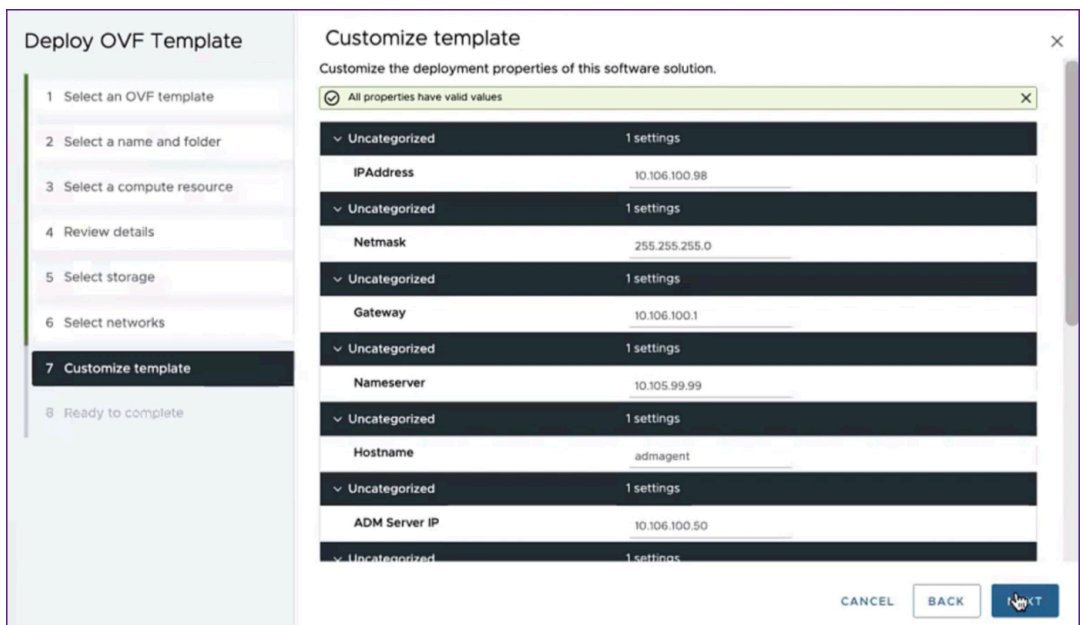 Deploy OVF Template
1 Select an OVF template
2 Select a name and folder
3 Select a compute resource
4 Review details
5 Select storage
6 Select networks
7 Customize template
8 Ready to complete
Customize template
Customize the deployment properties of this software solution.
All properties have valid values
Uncategorized 1 settings
IPAddress 10.106.100.98
Uncategorized 1 settings
Netmask 255.255.255.0
Uncategorized 1 settings
Gateway 10.106.100.1
Uncategorized 1 settings
Nameserver 10.105.99.99
Uncategorized 1 settings
Hostname admagent
Uncategorized 1 settings
ADM Server IP 10.106.100.50
Uncategorized 1 settings
CANCEL BACK NEXT